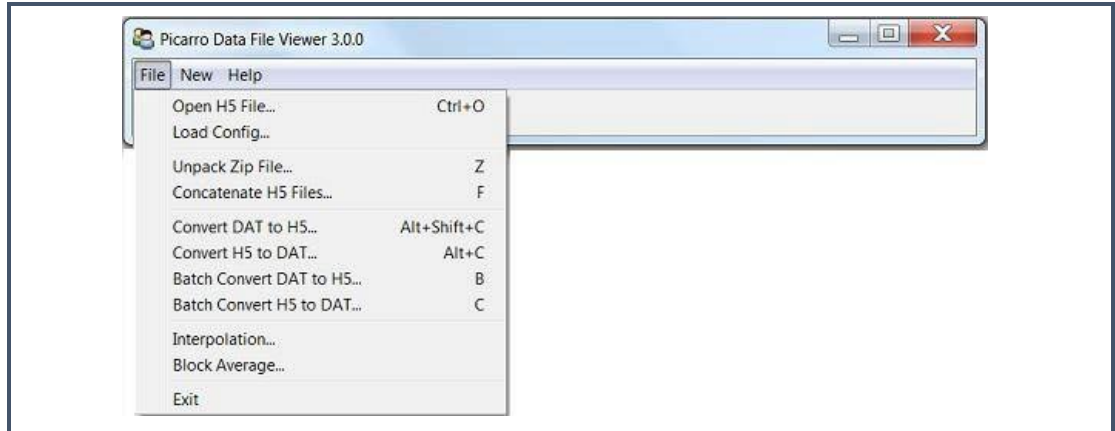 Picarro Data File Viewer 3.0.0
File New Help
Open H5 File... Ctrl+O
Load Config...
Unpack Zip File... Z
Concatenate H5 Files... F
Convert DAT to H5... Alt+Shift+C
Convert H5 to DAT... Alt+C
Batch Convert DAT to H5... B
Batch Convert H5 to DAT... C
Interpolation...
Block Average...
Exit